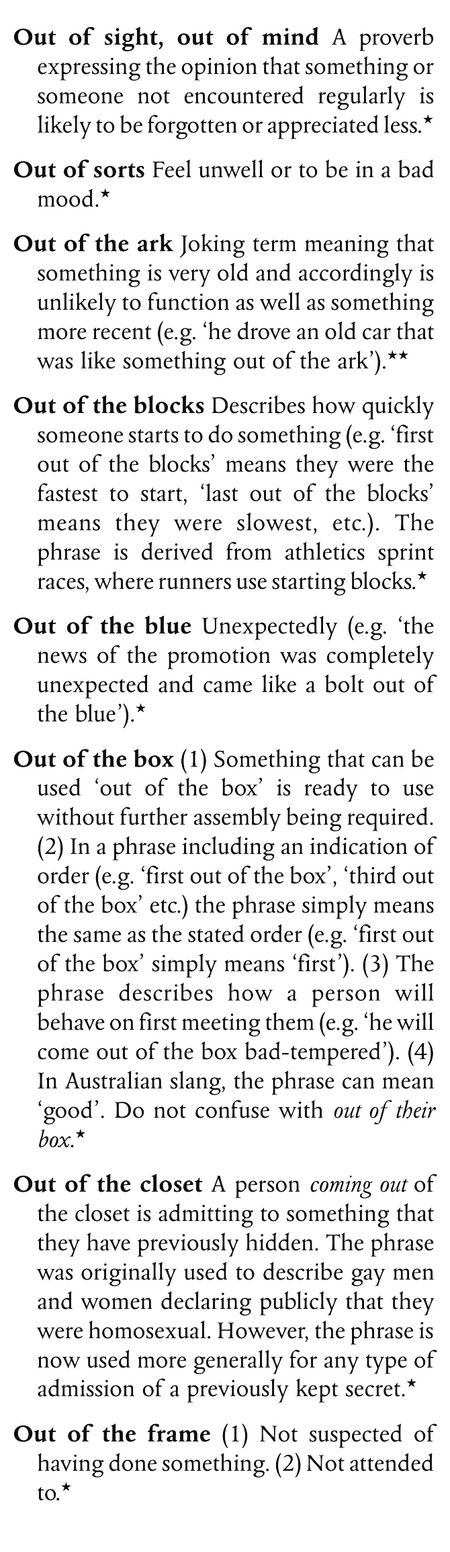 Out of sight, out of mind A proverb
expressing the opinion that something or
someone not encountered regularly is
likely to be forgotten or appreciated less.★
Out of sorts Feel unwell or to be in a bad
mood.★
Out of the ark Joking term meaning that
something is very old and accordingly is
unlikely to function as well as something
more recent (e.g. ‘he drove an old car that
was like something out of the ark’).★★
Out of the blocks Describes how quickly
someone starts to do something (e.g. ‘first
out of the blocks’ means they were the
fastest to start, ‘last out of the blocks’
means they were slowest, etc.). The
phrase is derived from athletics sprint
races, where runners use starting blocks.★
Out of the blue Unexpectedly (e.g. ‘the
news of the promotion was completely
unexpected and came like a bolt out of
the blue’).★
Out of the box (1) Something that can be
used ‘out of the box’ is ready to use
without further assembly being required.
(2) In a phrase including an indication of
order (e.g. ‘first out of the box’, ‘third out
of the box’ etc.) the phrase simply means
the same as the stated order (e.g. ‘first out
of the box’ simply means ‘first’). (3) The
phrase describes how a person will
behave on first meeting them (e.g. ‘he will
come out of the box bad-tempered’). (4)
In Australian slang, the phrase can mean
‘good’. Do not confuse with out of their
box.★
Out of the closet A person coming out of
the closet is admitting to something that
they have previously hidden. The phrase
was originally used to describe gay men
and women declaring publicly that they
were homosexual. However, the phrase is
now used more generally for any type of
admission of a previously kept secret.★
Out of the frame (1) Not suspected of
having done something. (2) Not attended
to.★